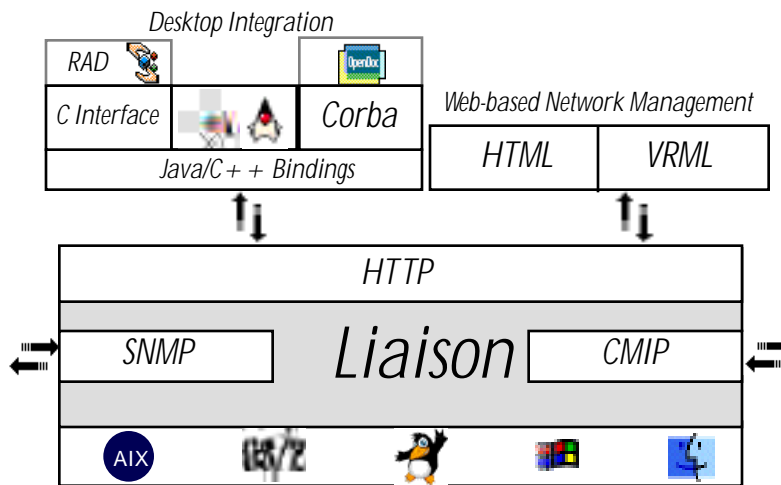 Desktop Integration
RAD
OpenDoc
C Interface
Corba
Web-based Network Management
HTML
VRML
Java/C++ Bindings
HTTP
SNMP
Liaison
CMIP
AIX
OS/2